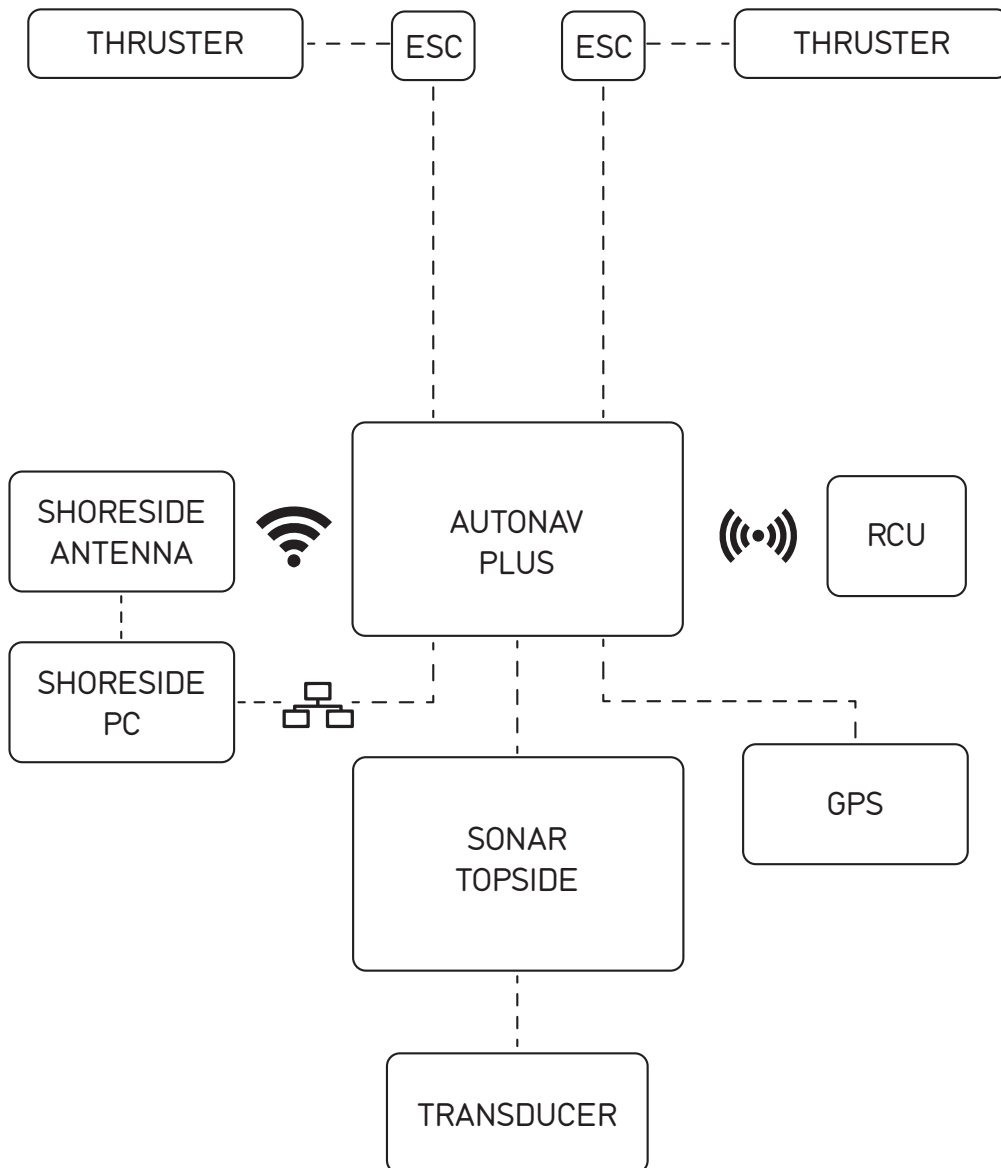 THRUSTER
ESC
ESC
THRUSTER
SHORESIDE
ANTENNA
AUTONAV
PLUS
RCU
SHORESIDE
PC
GPS
SONAR
TOPSIDE
TRANSDUCER